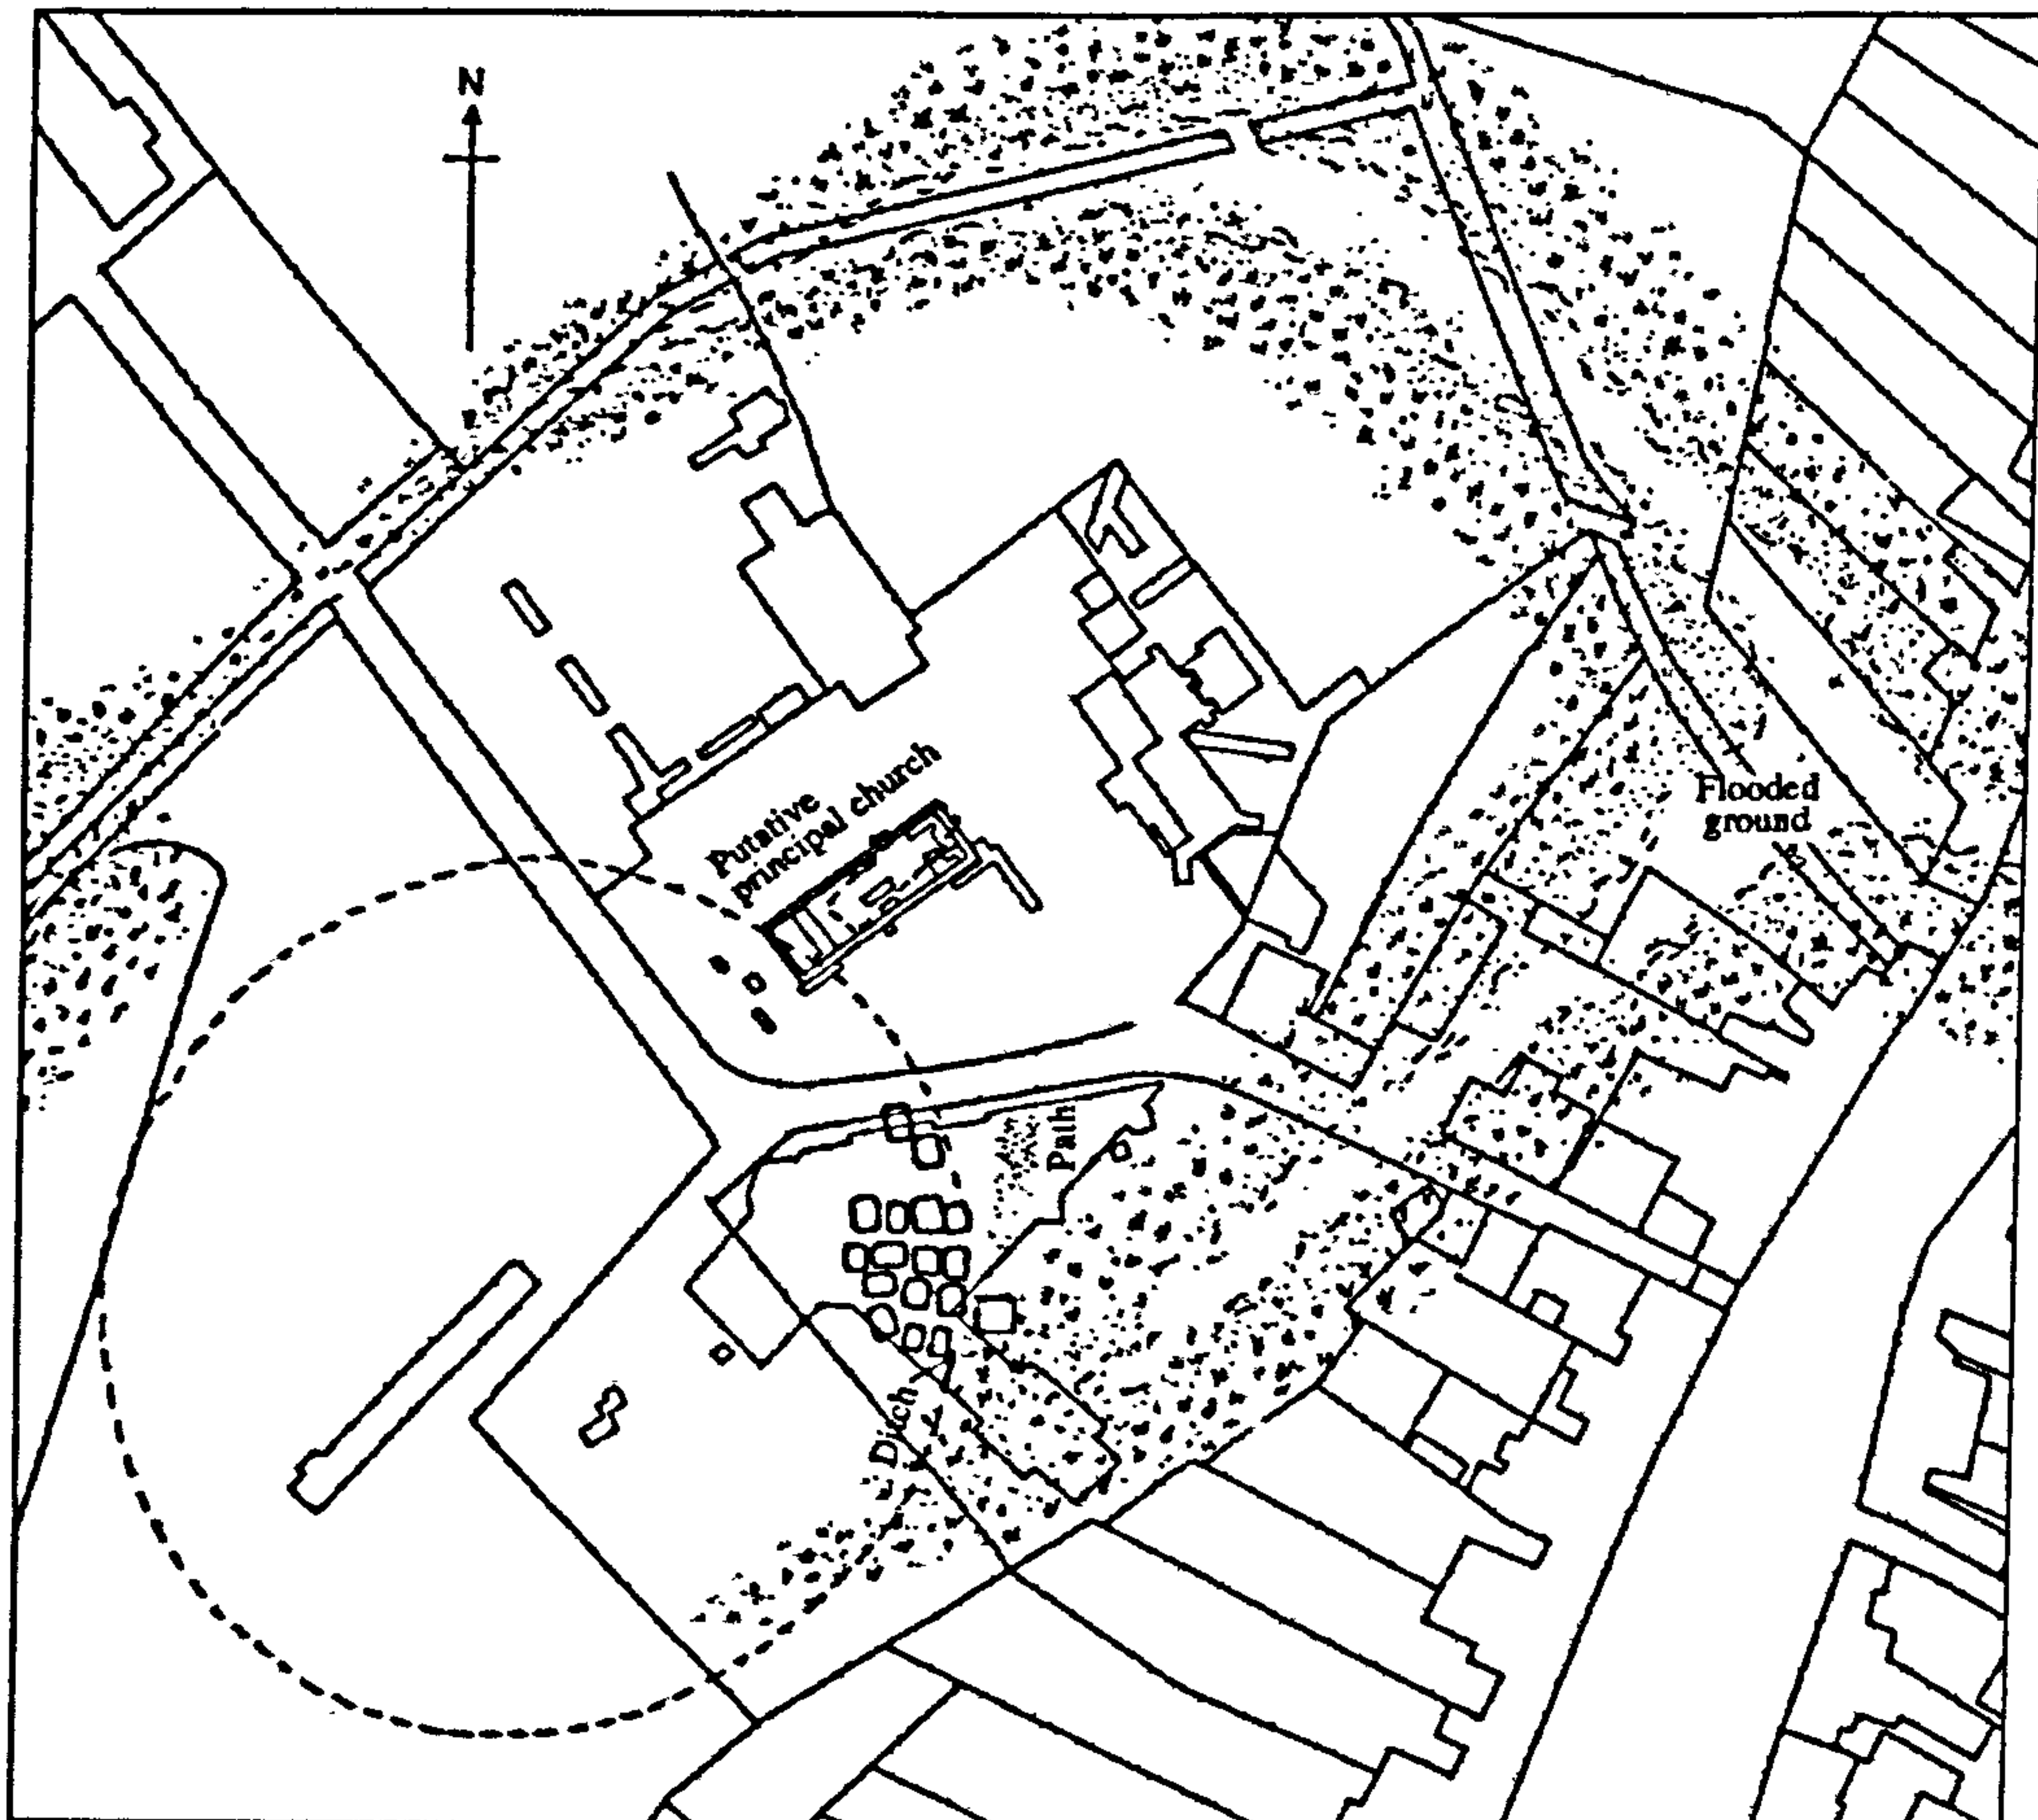 N
Putative
principal church
Flooded
ground
Path
Ditch